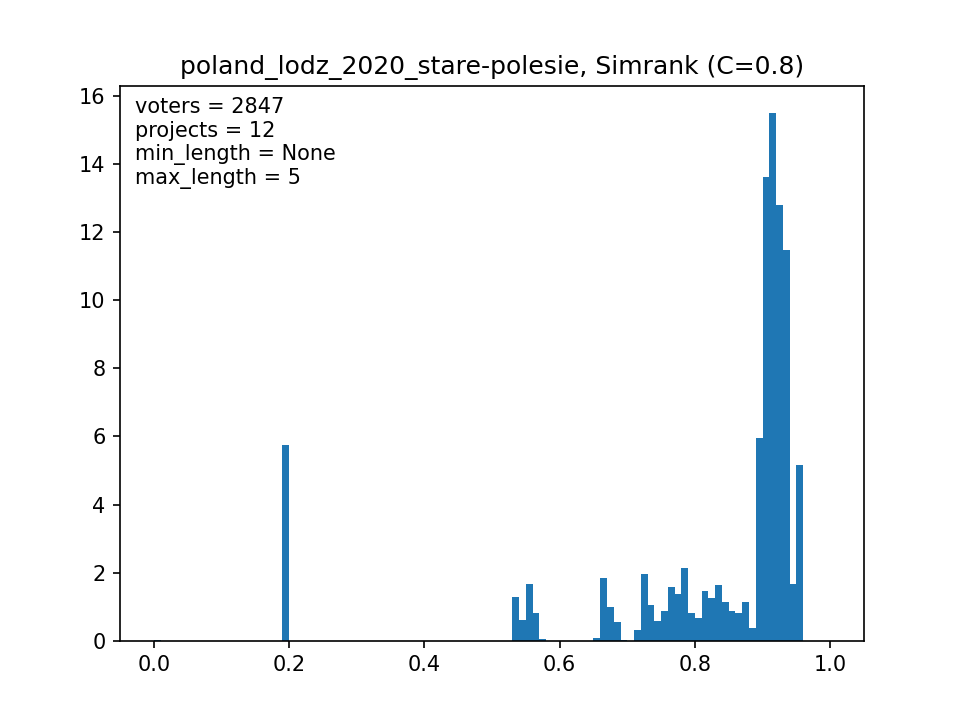 poland_lodz_2020_stare-polesie, Simrank (C=0.8)
16
voters = 2847
projects = 12
min_length = None
max_length = 5
14
12
10
8
6
4
2
0
0.0 0.2 0.4 0.6 0.8 1.0